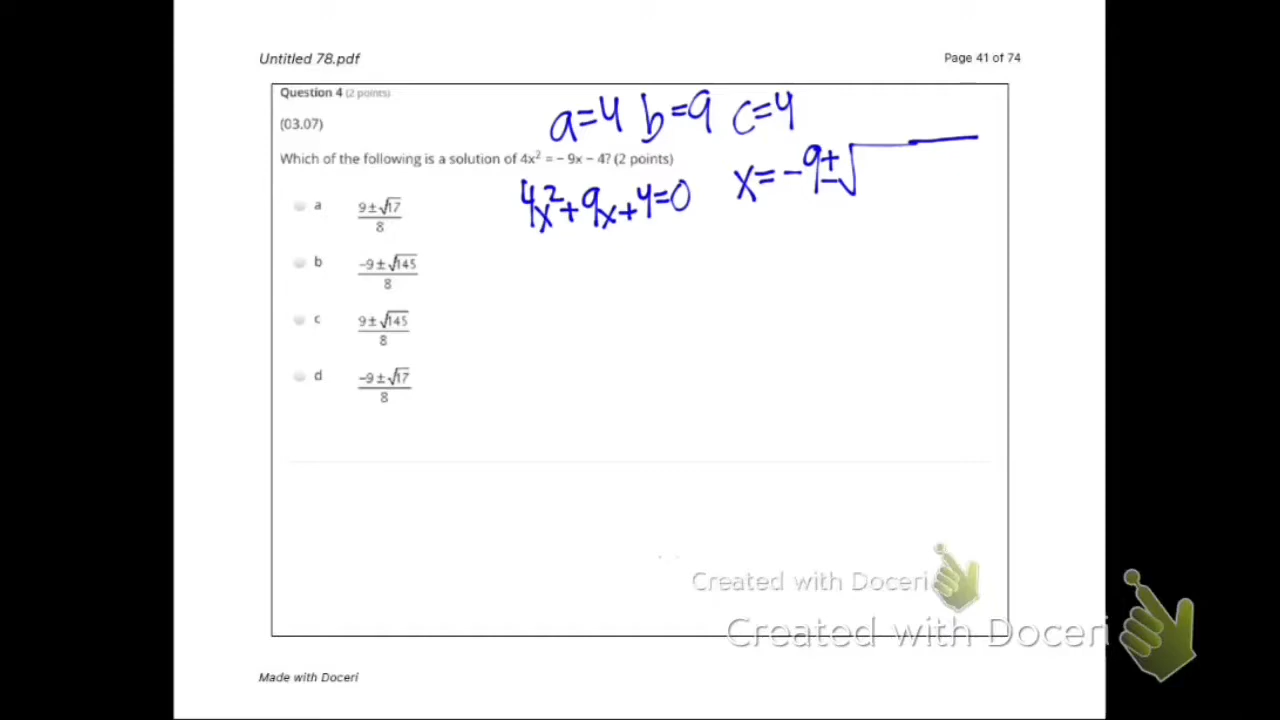 Untitled 78.pdf
Page 41 of 74
Question 4 (2 points)
a=4 b=9 c=4
(03.07)
Which of the following is a solution of 4x² = – 9x – 4? (2 points)
x=-9±√
4x²+9x+4=0
a 9±√17/8
b –9±√145/8
c 9±√145/8
d –9±√17/8
Created with Doceri
Created with Doceri
Made with Doceri